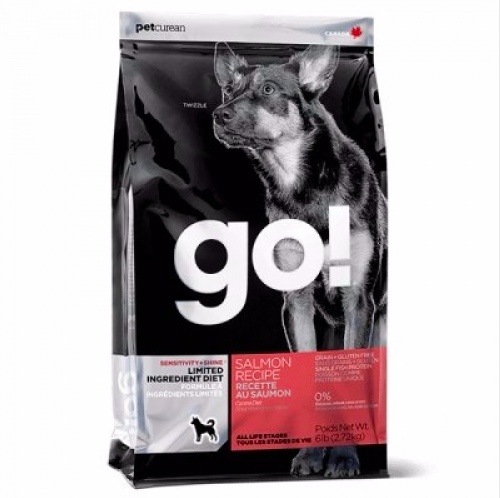 petcurean
CANADA
TWIZZLE
go!
SENSITIVITY + SHINE
LIMITED
INGREDIENT DIET
FORMULE À
INGRÉDIENTS LIMITÉS
SALMON
RECIPE
RECETTE
AU SAUMON
ALL LIFE STAGES
TOUS LES STADES DE VIE
GRAIN + GLUTEN FREE
SINGLE FISH PROTEIN
0%
Poids Net Wt.
6lb (2.72kg)